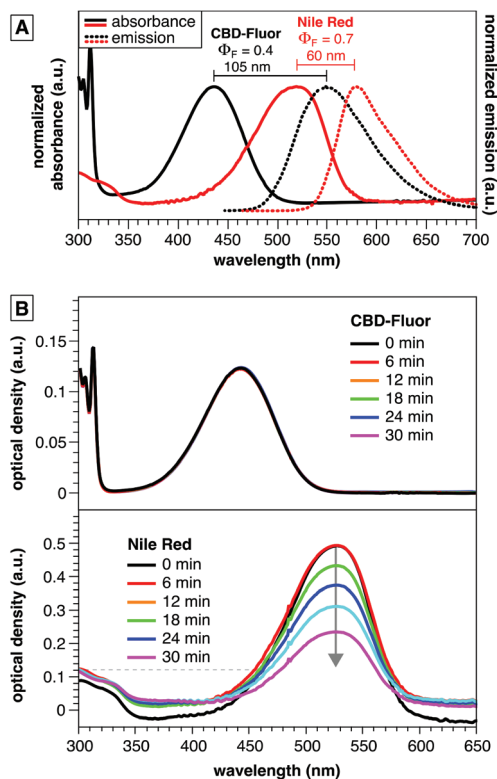 A
absorbance
emission
CBD-Fluor
ΦF = 0.4
105 nm
Nile Red
ΦF = 0.7
60 nm
normalized
absorbance (a.u.)
normalized
emission (a.u.)
300 350 400 450 500 550 600 650 700
wavelength (nm)
B
CBD-Fluor
0 min
6 min
12 min
18 min
24 min
30 min
optical density (a.u.)
0.15
0.1
0.05
0
Nile Red
0 min
6 min
12 min
18 min
24 min
30 min
optical density (a.u.)
0.5
0.4
0.3
0.2
0.1
0
300 350 400 450 500 550 600 650
wavelength (nm)